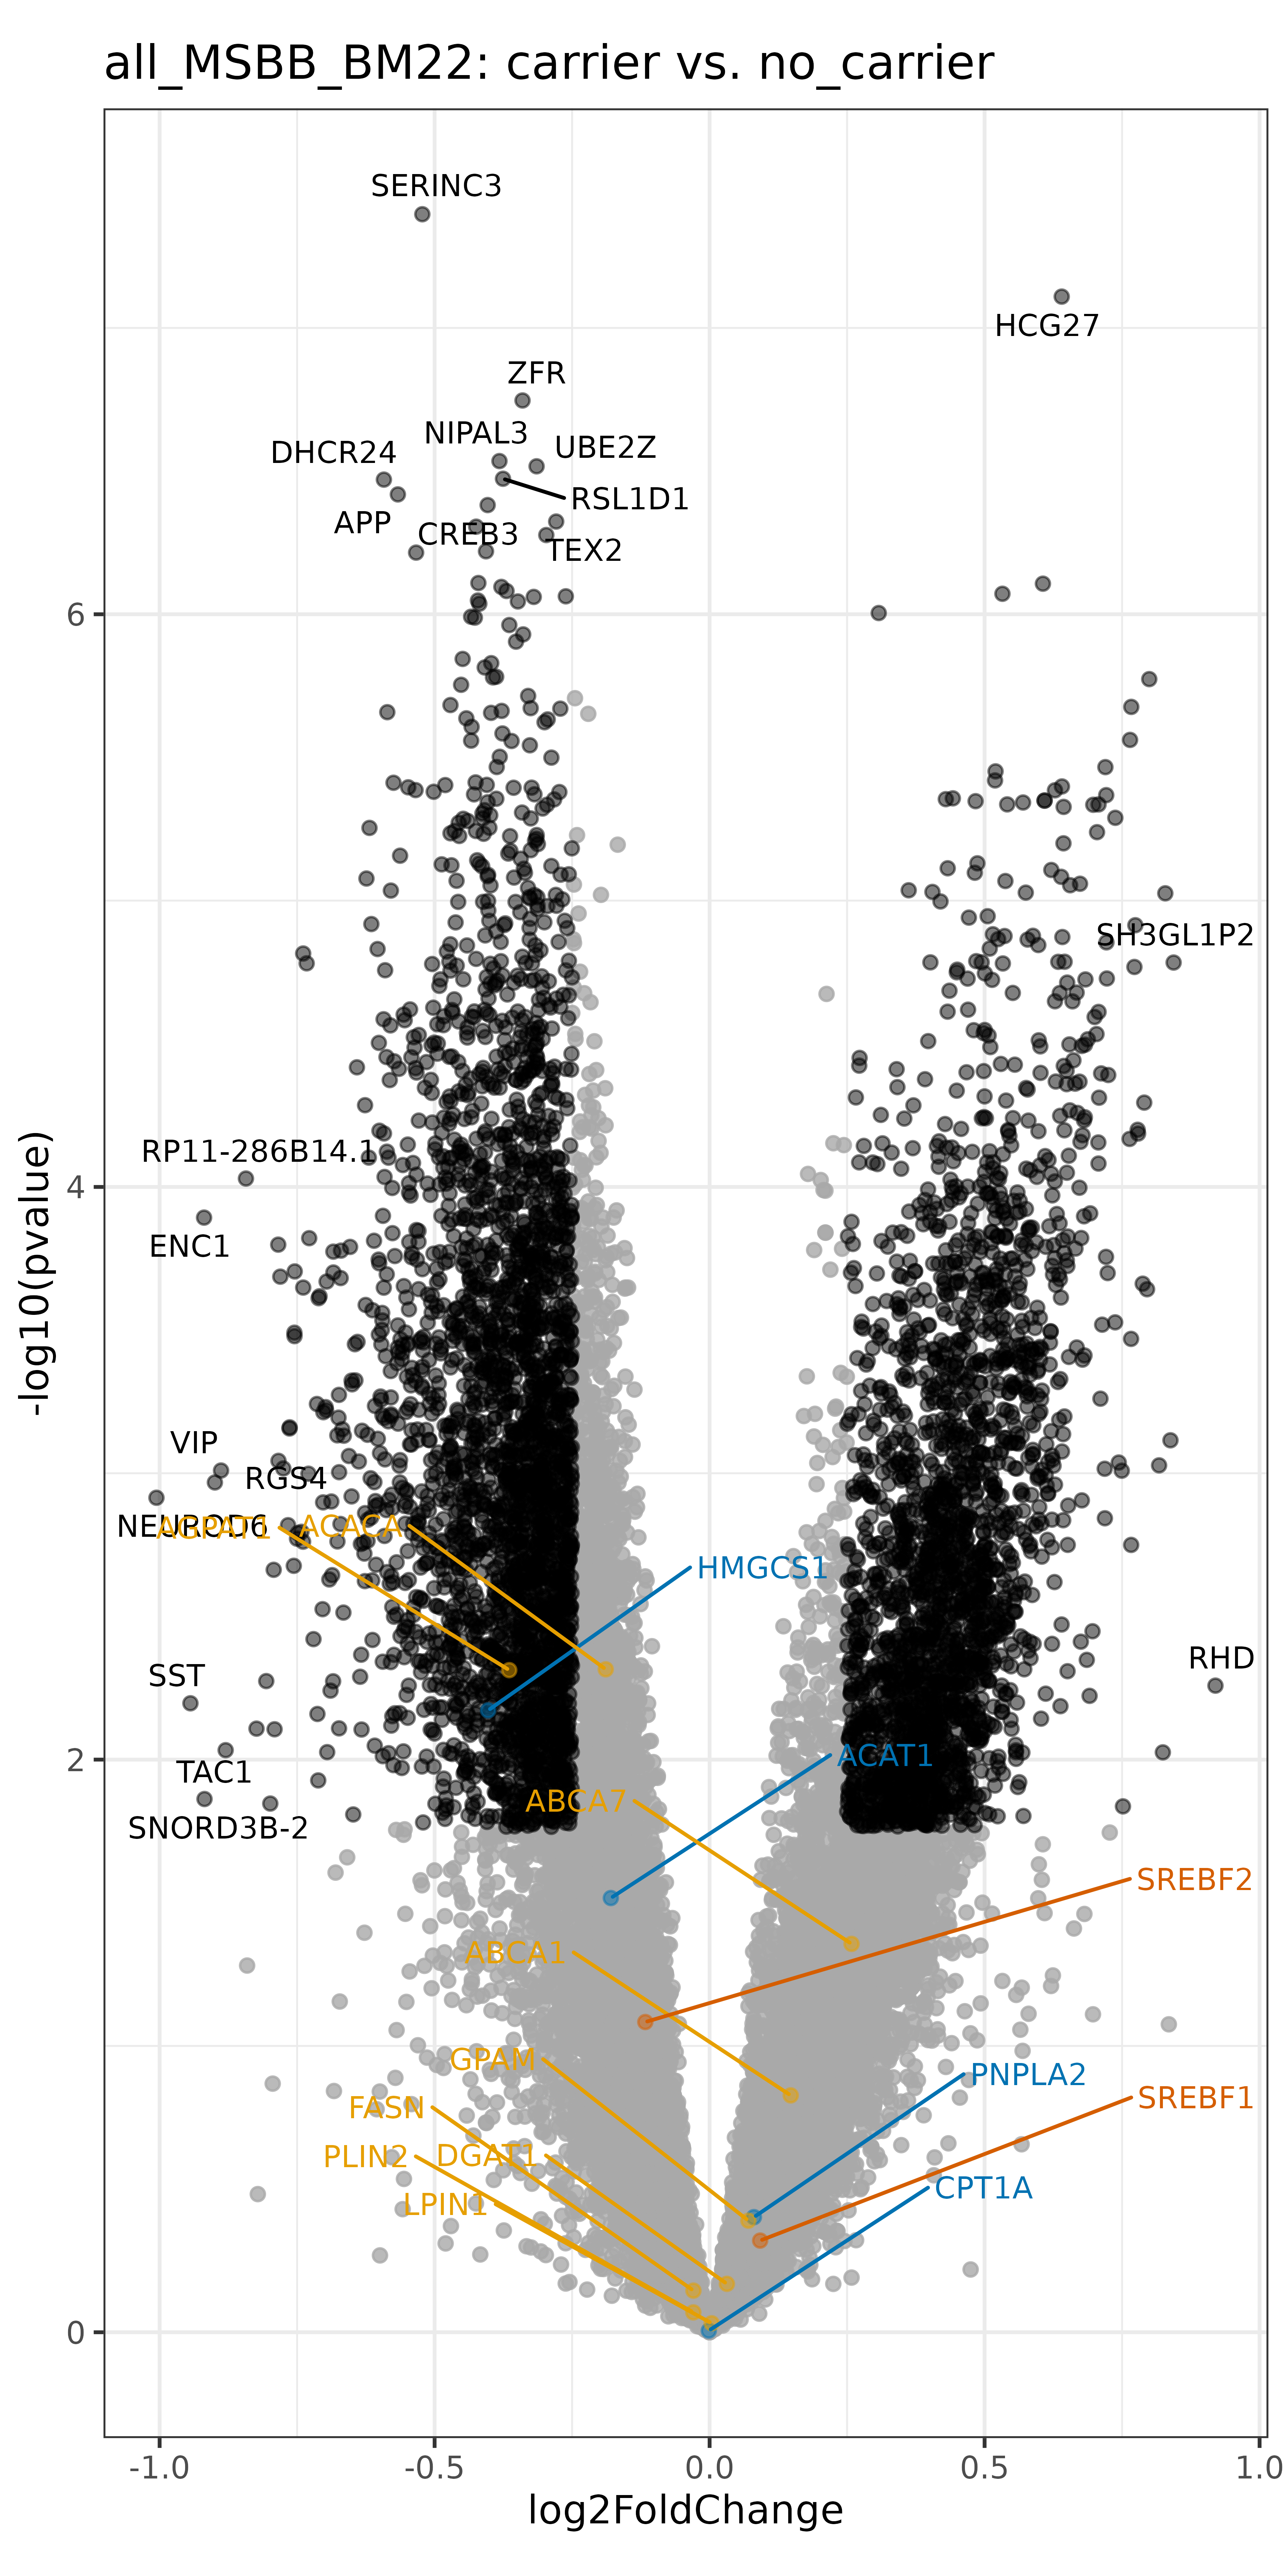 all_MSBB_BM22: carrier vs. no_carrier
SERINC3
HCG27
ZFR
NIPAL3
UBE2Z
DHCR24
RSL1D1
APP
CREB3
TEX2
6
SH3GL1P2
RP11-286B14.1
4
ENC1
-log10(pvalue)
VIP
RGS4
NEUROD6
AGPAT1
ACACA
HMGCS1
RHD
SST
ACAT1
2
TAC1
ABCA7
SNORD3B-2
SREBF2
ABCA1
GPAM
PNPLA2
SREBF1
FASN
PLIN2
DGAT1
CPT1A
LPIN1
0
-1.0
-0.5
0.0
0.5
1.0
log2FoldChange